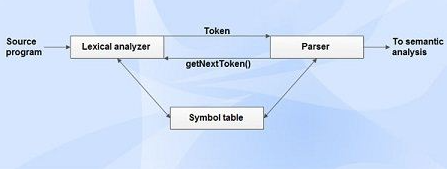 Source
program
Lexical analyzer
Token
getNextToken()
Parser
To semantic
analysis
Symbol table